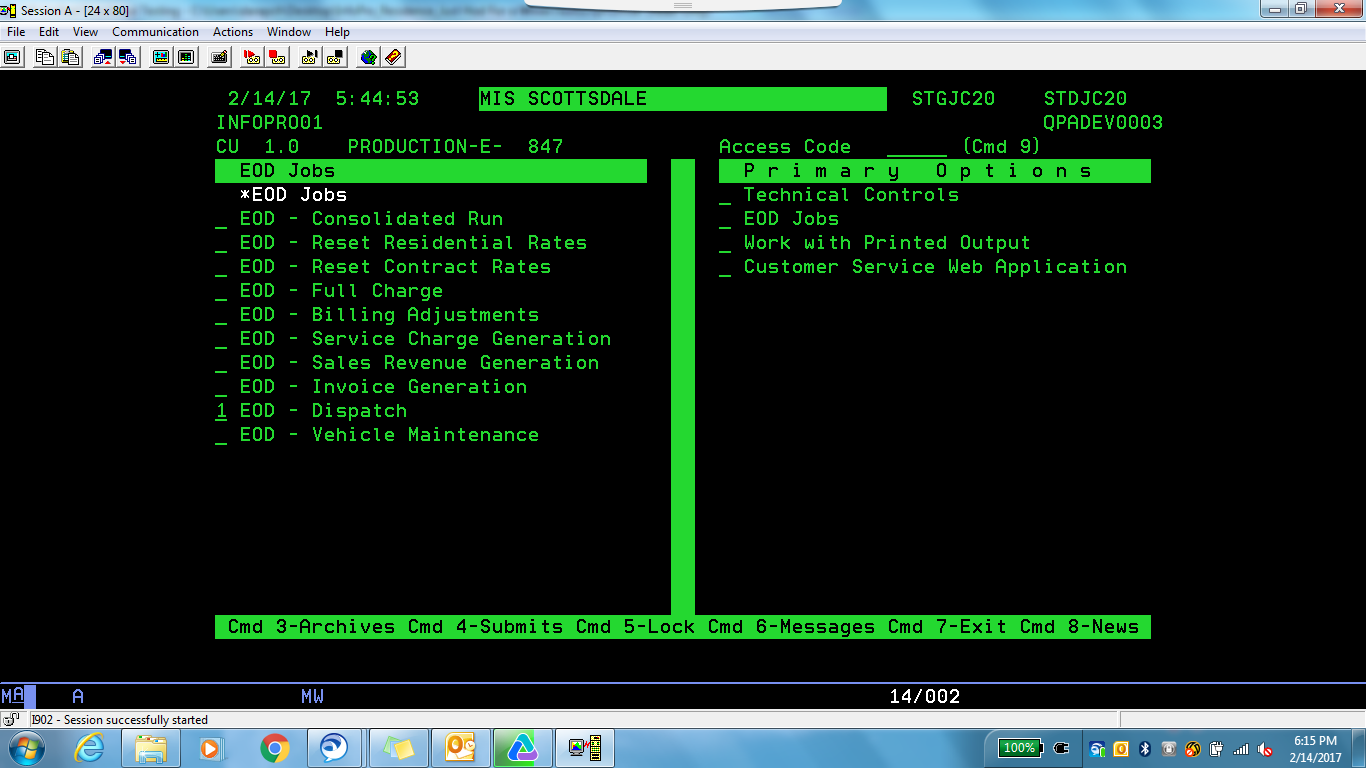 Session A - [24 x 80]
File Edit View Communication Actions Window Help
2/14/17 5:44:53 MIS SCOTTSDALE STGJC20 STDJC20
INFOPRO01 QPADEV0003
CU 1.0 PRODUCTION-E- 847 Access Code ______ (Cmd 9)
EOD Jobs P r i m a r y O p t i o n s
*EOD Jobs _ Technical Controls
_ EOD - Consolidated Run _ EOD Jobs
_ EOD - Reset Residential Rates _ Work with Printed Output
_ EOD - Reset Contract Rates _ Customer Service Web Application
_ EOD - Full Charge
_ EOD - Billing Adjustments
_ EOD - Service Charge Generation
_ EOD - Sales Revenue Generation
_ EOD - Invoice Generation
1 EOD - Dispatch
_ EOD - Vehicle Maintenance
Cmd 3-Archives Cmd 4-Submits Cmd 5-Lock Cmd 6-Messages Cmd 7-Exit Cmd 8-News
MA A MW 14/002
I902 - Session successfully started
100% 6:15 PM
2/14/2017